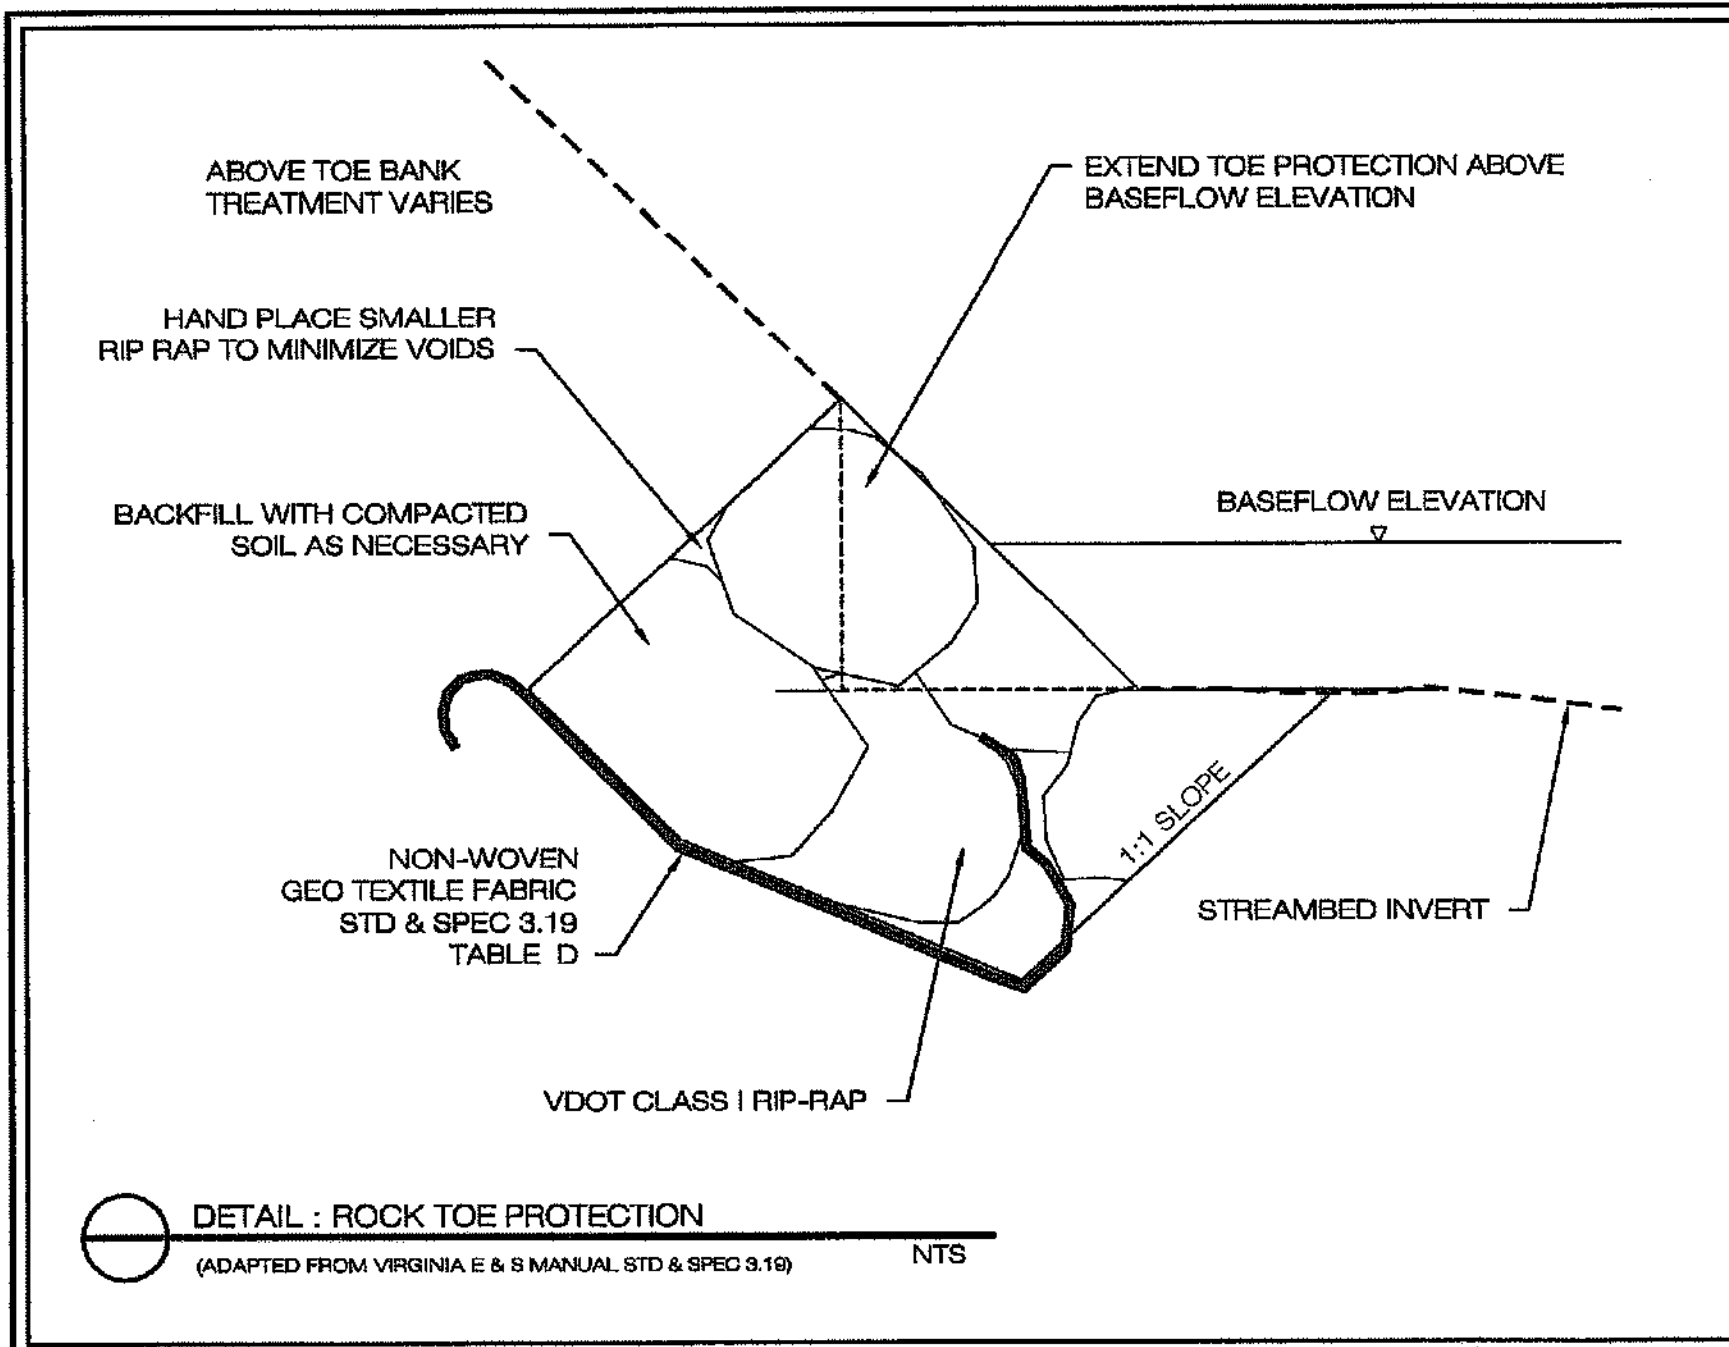 ABOVE TOE BANK
TREATMENT VARIES
EXTEND TOE PROTECTION ABOVE
BASEFLOW ELEVATION
HAND PLACE SMALLER
RIP RAP TO MINIMIZE VOIDS
BACKFILL WITH COMPACTED
SOIL AS NECESSARY
BASEFLOW ELEVATION
1:1 SLOPE
NON-WOVEN
GEO TEXTILE FABRIC
STD & SPEC 3.19
TABLE D
STREAMBED INVERT
VDOT CLASS I RIP-RAP
DETAIL : ROCK TOE PROTECTION
(ADAPTED FROM VIRGINIA E & S MANUAL STD & SPEC 3.19)
NTS